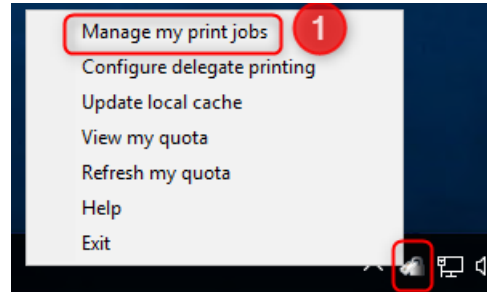 Manage my print jobs
1
Configure delegate printing
Update local cache
View my quota
Refresh my quota
Help
Exit